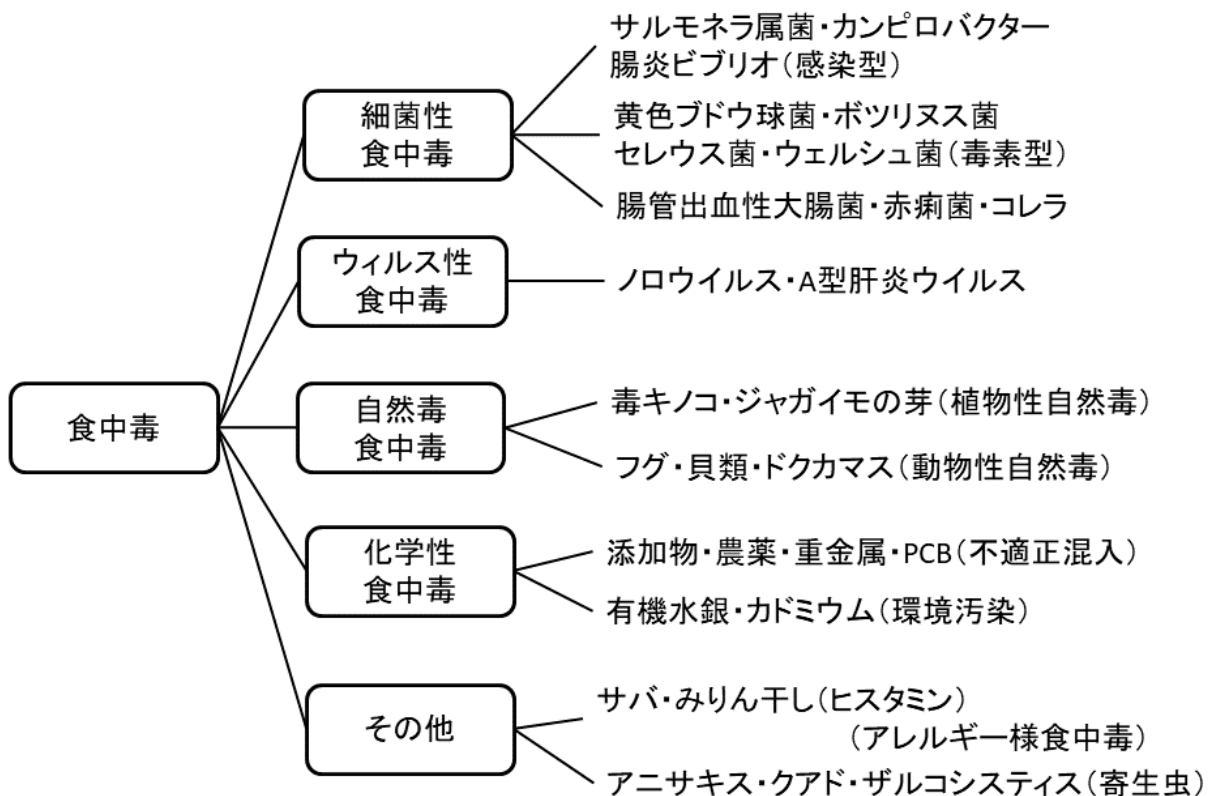 サルモネラ属菌・カンピロバクター
腸炎ビブリオ(感染型)
細菌性
食中毒
黄色ブドウ球菌・ボツリヌス菌
セレウス菌・ウェルシュ菌(毒素型)
腸管出血性大腸菌・赤痢菌・コレラ
ウィルス性
食中毒
ノロウイルス・A型肝炎ウイルス
食中毒
自然毒
食中毒
毒キノコ・ジャガイモの芽(植物性自然毒)
フグ・貝類・ドクカマス(動物性自然毒)
化学性
食中毒
添加物・農薬・重金属・PCB(不適正混入)
有機水銀・カドミウム(環境汚染)
その他
サバ・みりん干し(ヒスタミン)
(アレルギー様食中毒)
アニサキス・クアド・ザルコシスティス(寄生虫)